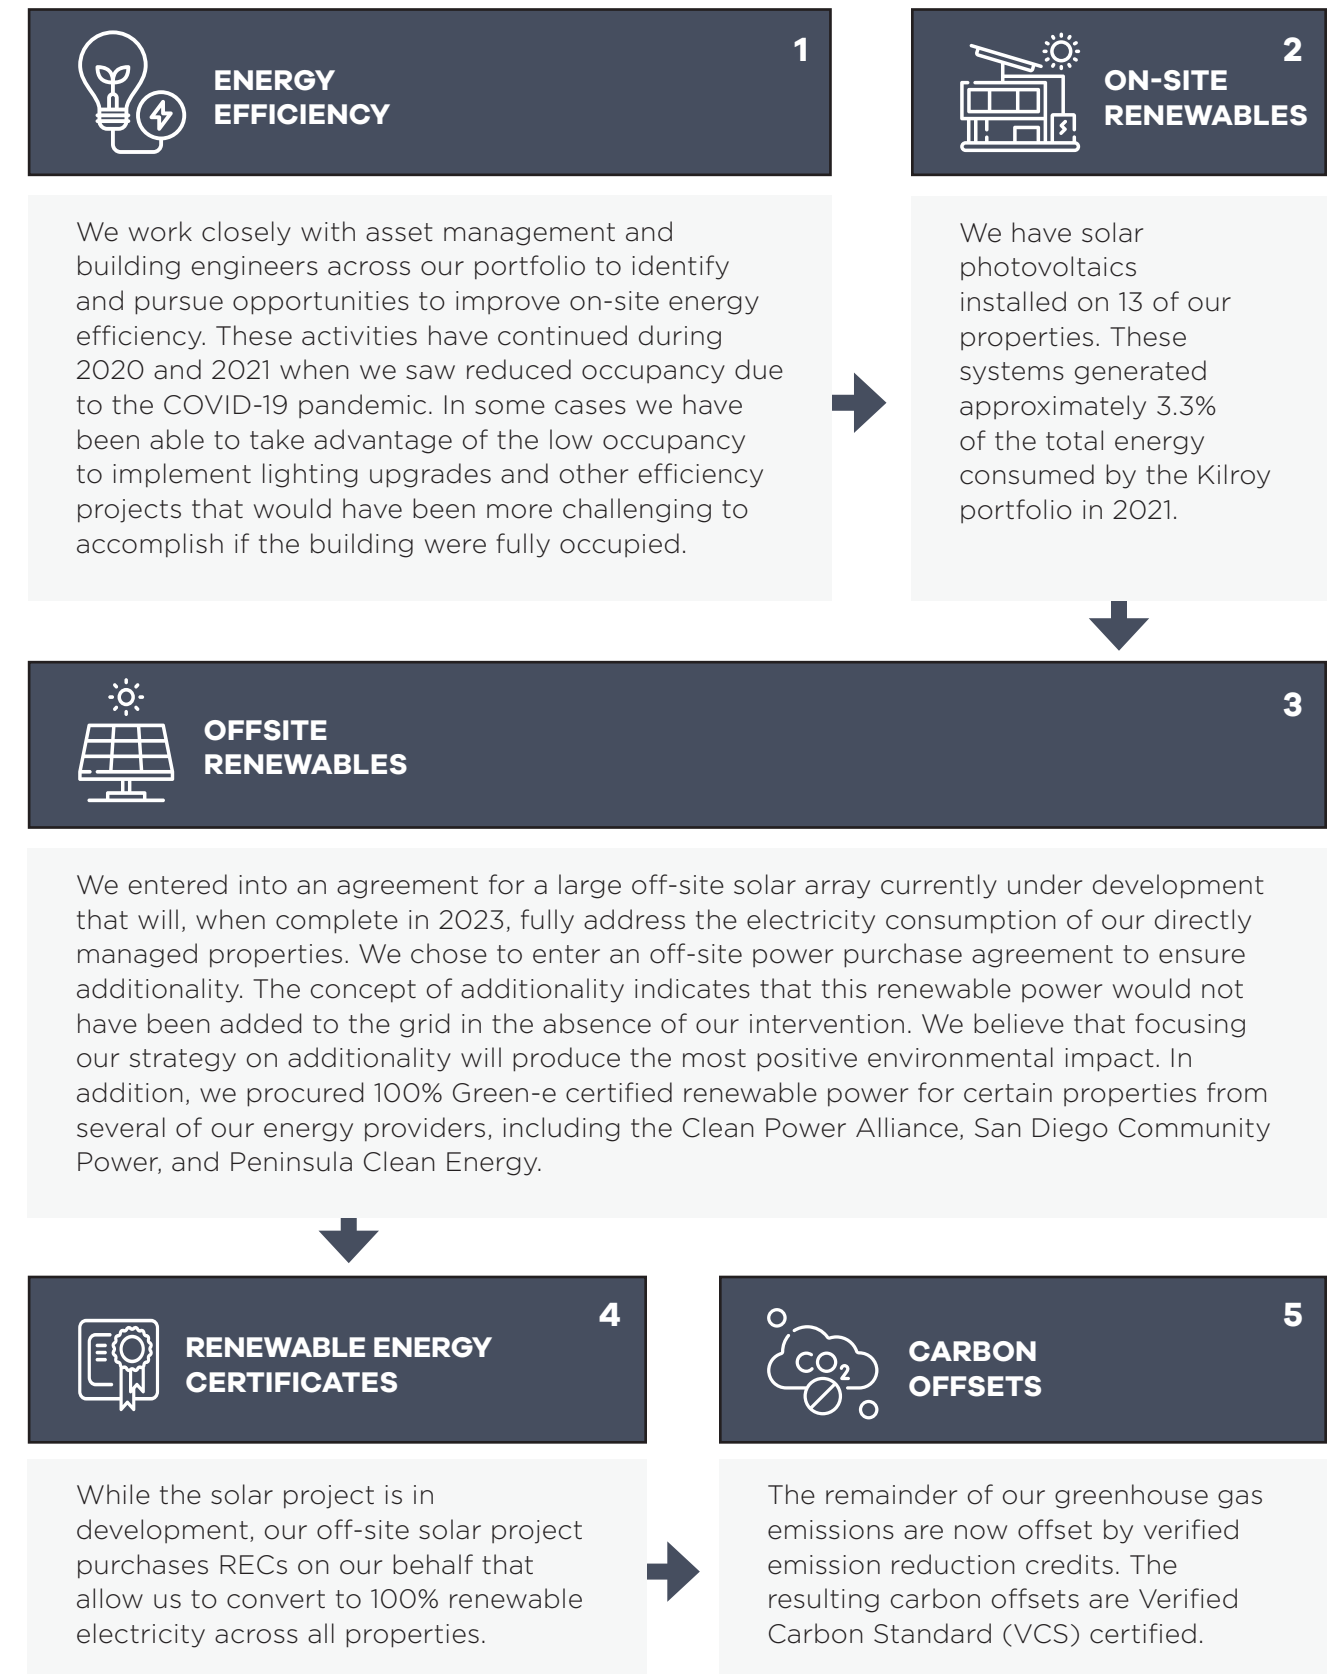 1
ENERGY
EFFICIENCY
We work closely with asset management and
building engineers across our portfolio to identify
and pursue opportunities to improve on-site energy
efficiency. These activities have continued during
2020 and 2021 when we saw reduced occupancy due
to the COVID-19 pandemic. In some cases we have
been able to take advantage of the low occupancy
to implement lighting upgrades and other efficiency
projects that would have been more challenging to
accomplish if the building were fully occupied.
2
ON-SITE
RENEWABLES
We have solar
photovoltaics
installed on 13 of our
properties. These
systems generated
approximately 3.3%
of the total energy
consumed by the Kilroy
portfolio in 2021.
3
OFFSITE
RENEWABLES
We entered into an agreement for a large off-site solar array currently under development
that will, when complete in 2023, fully address the electricity consumption of our directly
managed properties. We chose to enter an off-site power purchase agreement to ensure
additionality. The concept of additionality indicates that this renewable power would not
have been added to the grid in the absence of our intervention. We believe that focusing
our strategy on additionality will produce the most positive environmental impact. In
addition, we procured 100% Green-e certified renewable power for certain properties from
several of our energy providers, including the Clean Power Alliance, San Diego Community
Power, and Peninsula Clean Energy.
4
RENEWABLE ENERGY
CERTIFICATES
While the solar project is in
development, our off-site solar project
purchases RECs on our behalf that
allow us to convert to 100% renewable
electricity across all properties.
5
CO2
CARBON
OFFSETS
The remainder of our greenhouse gas
emissions are now offset by verified
emission reduction credits. The
resulting carbon offsets are Verified
Carbon Standard (VCS) certified.